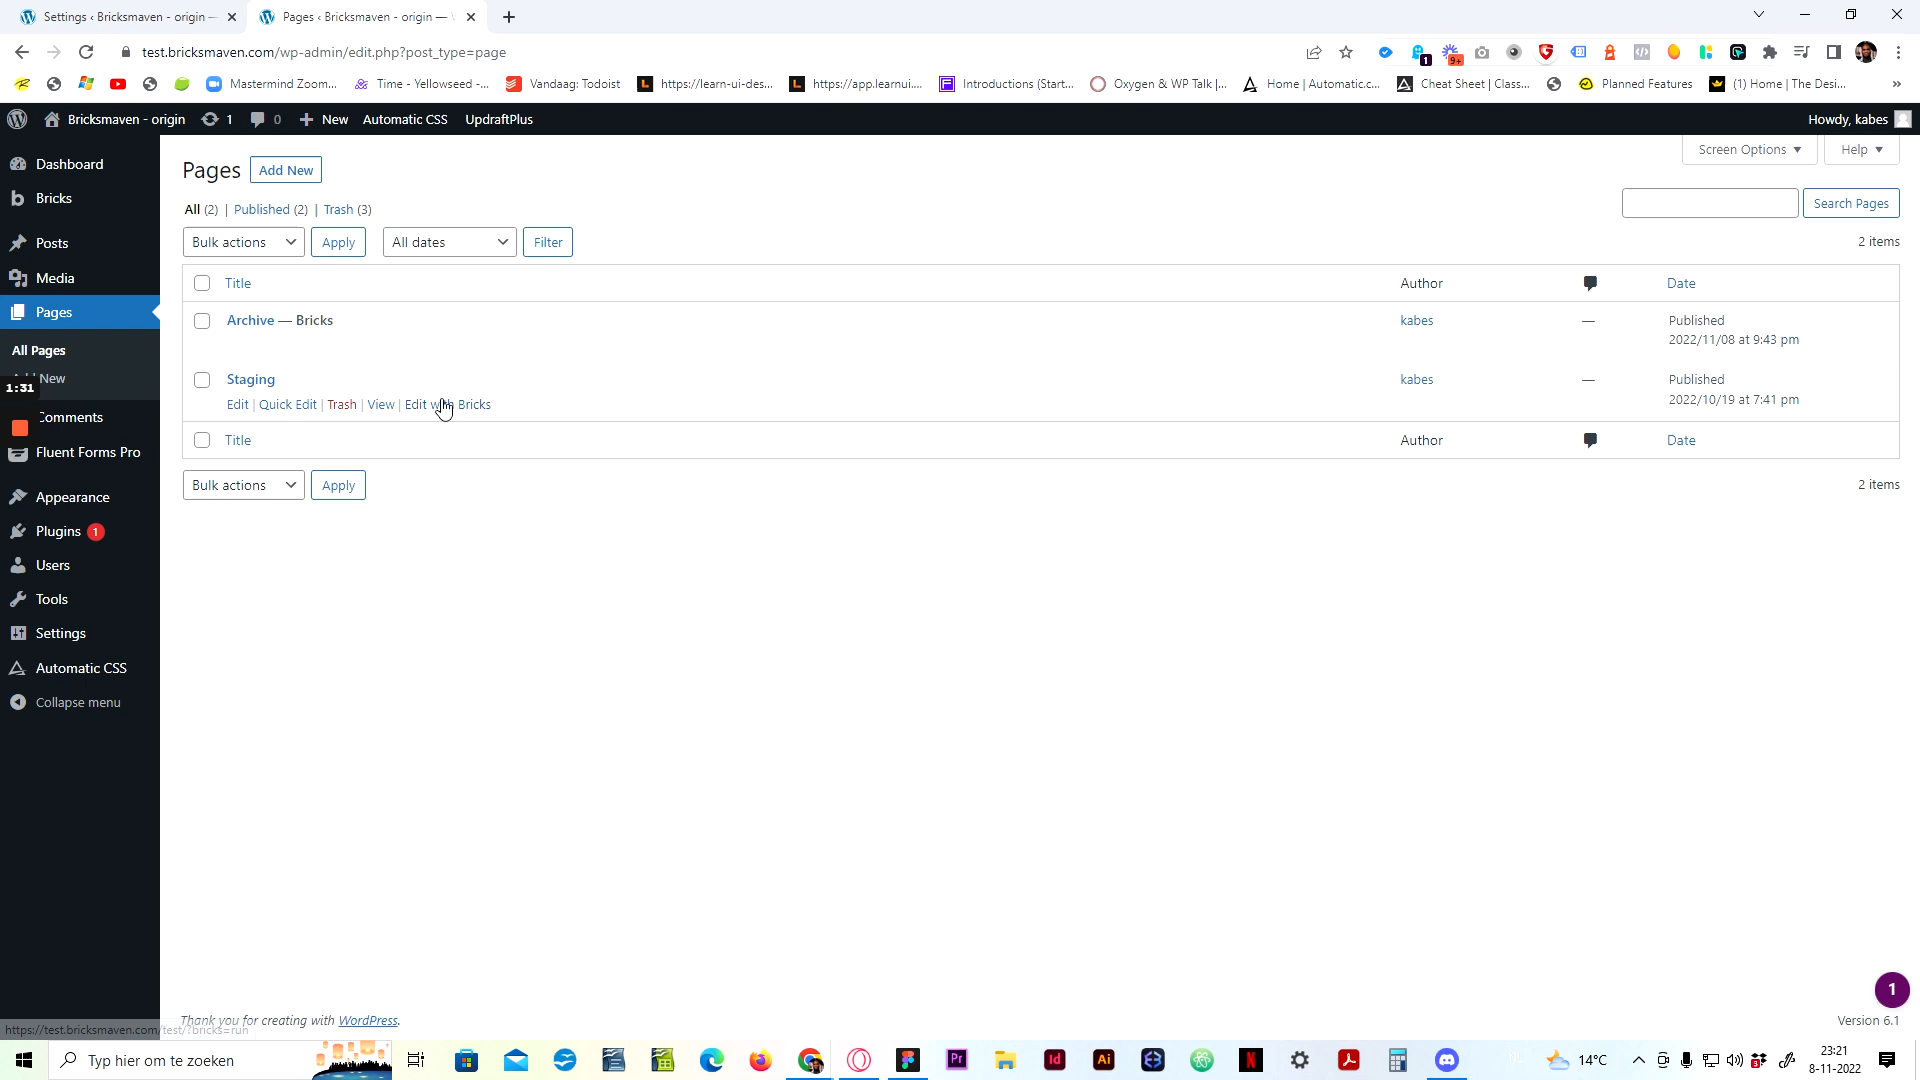 Settings ‹ Bricksmaven - origin —
Pages ‹ Bricksmaven - origin —
test.bricksmaven.com/wp-admin/edit.php?post_type=page
1
9+
Mastermind Zoom...
Time - Yellowseed -...
Vandaag: Todoist
https://learn-ui-des...
https://app.learnui....
Introductions (Start...
Oxygen & WP Talk |...
Home | Automatic.c...
Cheat Sheet | Class...
Planned Features
(1) Home | The Desi...
»
Bricksmaven - origin
1
0
New
Automatic CSS
UpdraftPlus
Howdy, kabes
Dashboard
Bricks
Posts
Media
Pages
All Pages
New
1:31
Comments
Fluent Forms Pro
Appearance
Plugins 1
Users
Tools
Settings
Automatic CSS
Collapse menu
Screen Options
Help
Pages
Add New
All (2) | Published (2) | Trash (3)
Search Pages
Bulk actions
Apply
All dates
Filter
2 items
Title
Author
Date
Archive — Bricks
kabes
—
Published
2022/11/08 at 9:43 pm
Staging
kabes
—
Published
2022/10/19 at 7:41 pm
Edit | Quick Edit | Trash | View | Edit with Bricks
Title
Author
Date
Bulk actions
Apply
2 items
1
Thank you for creating with WordPress.
Version 6.1
https://test.bricksmaven.com/test/?bricks=run
Typ hier om te zoeken
Pr
Id
Ai
N
14°C
3
23:21
8-11-2022